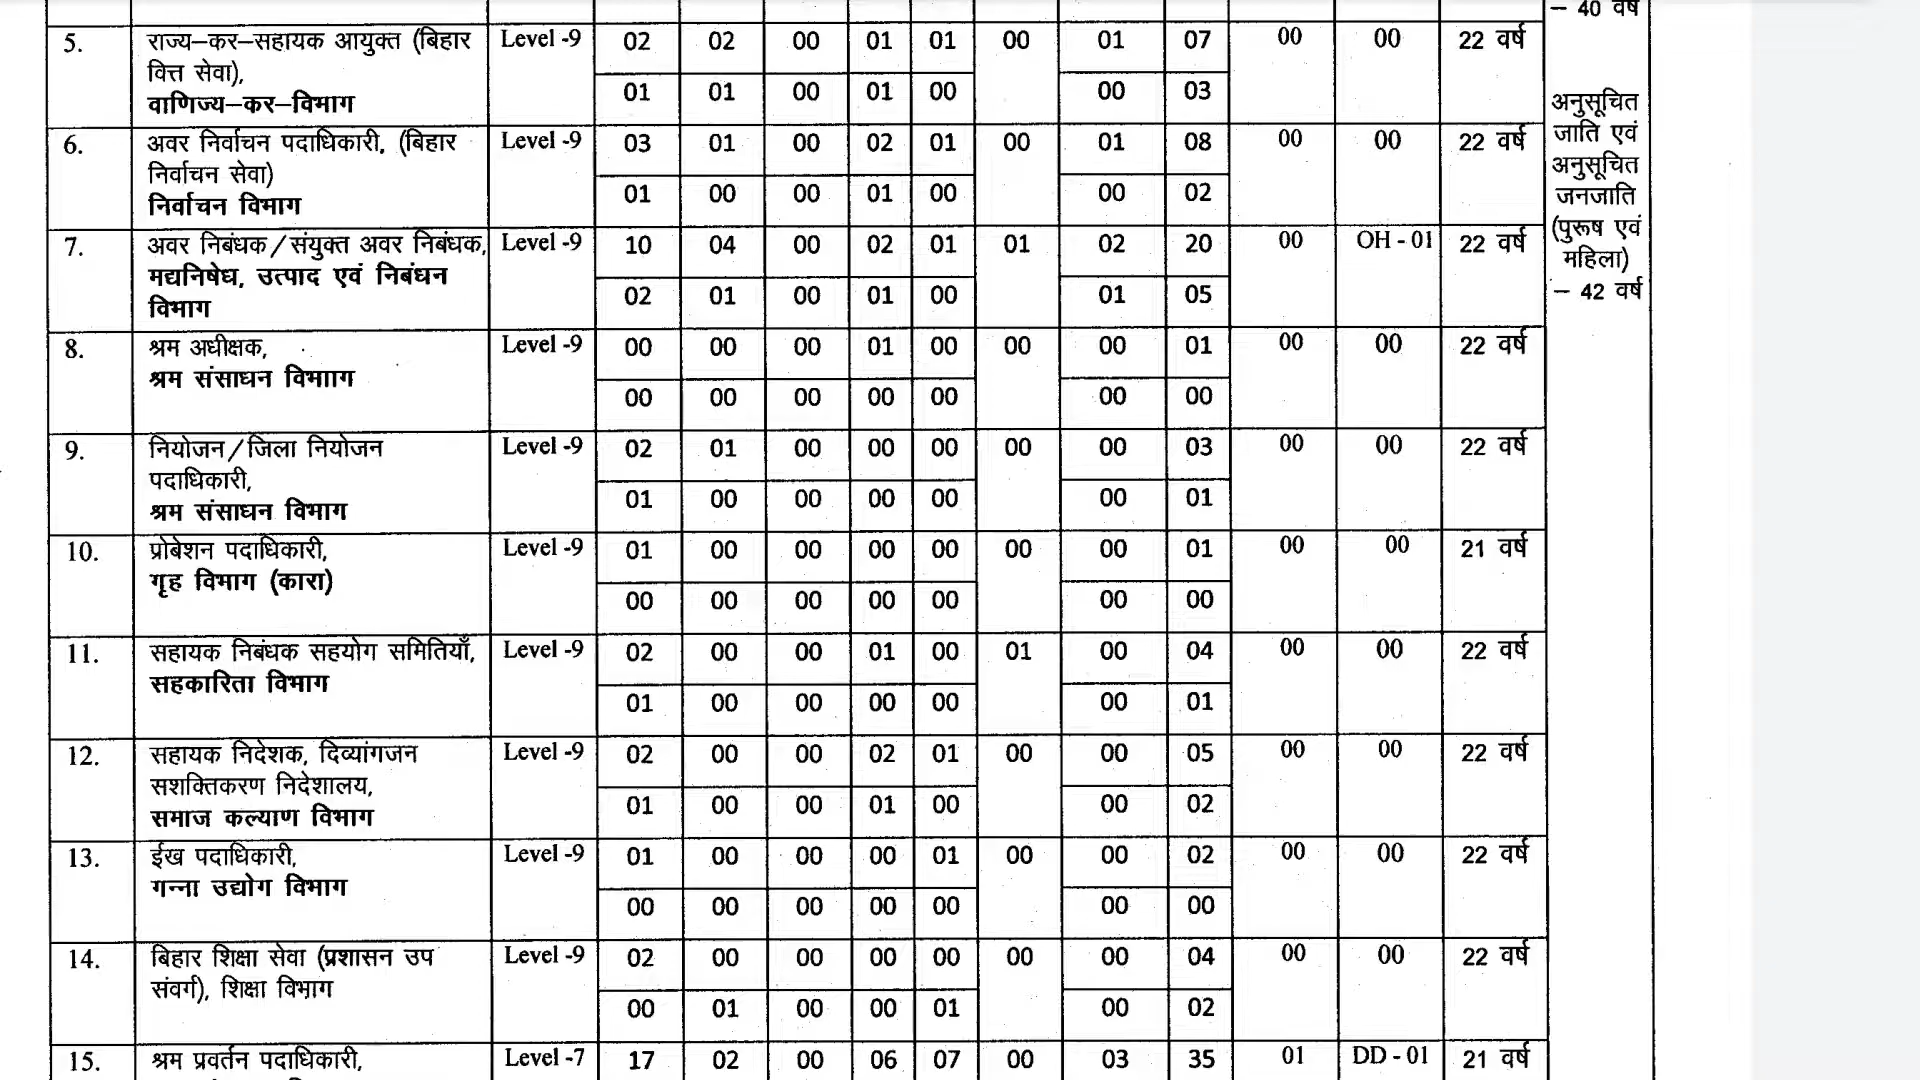 – 40 वर्ष
5. राज्य–कर–सहायक आयुक्त (बिहार Level -9 02 02 00 01 01 00 01 07 00 00 22 वर्ष
वित्त सेवा),
वाणिज्य–कर–विभाग 01 01 00 01 00 00 03
6. अवर निर्वाचन पदाधिकारी, (बिहार Level -9 03 01 00 02 01 00 01 08 00 00 22 वर्ष
निर्वाचन सेवा)
निर्वाचन विभाग 01 00 00 01 00 00 02
7. अवर निबंधक/संयुक्त अवर निबंधक, Level -9 10 04 00 02 01 01 02 20 00 OH - 01 22 वर्ष
मद्यनिषेध, उत्पाद एवं निबंधन
विभाग 02 01 00 01 00 01 05
अनुसूचित
जाति एवं
अनुसूचित
जनजाति
(पुरूष एवं
महिला)
– 42 वर्ष
8. श्रम अधीक्षक, Level -9 00 00 00 01 00 00 00 01 00 00 22 वर्ष
श्रम संसाधन विभााग
00 00 00 00 00 00 00
9. नियोजन/जिला नियोजन Level -9 02 01 00 00 00 00 00 03 00 00 22 वर्ष
पदाधिकारी,
श्रम संसाधन विभाग 01 00 00 00 00 00 01
10. प्रोबेशन पदाधिकारी, Level -9 01 00 00 00 00 00 00 01 00 00 21 वर्ष
गृह विभाग (कारा)
00 00 00 00 00 00 00
11. सहायक निबंधक सहयोग समितियाँ, Level -9 02 00 00 01 00 01 00 04 00 00 22 वर्ष
सहकारिता विभाग
01 00 00 00 00 00 01
12. सहायक निदेशक, दिव्यांगजन Level -9 02 00 00 02 01 00 00 05 00 00 22 वर्ष
सशक्तिकरण निदेशालय,
समाज कल्याण विभाग 01 00 00 01 00 00 02
13. ईख पदाधिकारी, Level -9 01 00 00 00 01 00 00 02 00 00 22 वर्ष
गन्ना उद्योग विभाग
00 00 00 00 00 00 00
14. बिहार शिक्षा सेवा (प्रशासन उप Level -9 02 00 00 00 00 00 00 04 00 00 22 वर्ष
संवर्ग), शिक्षा विभाग
00 01 00 00 01 00 02
15. श्रम प्रवर्तन पदाधिकारी, Level -7 17 02 00 06 07 00 03 35 01 DD - 01 21 वर्ष